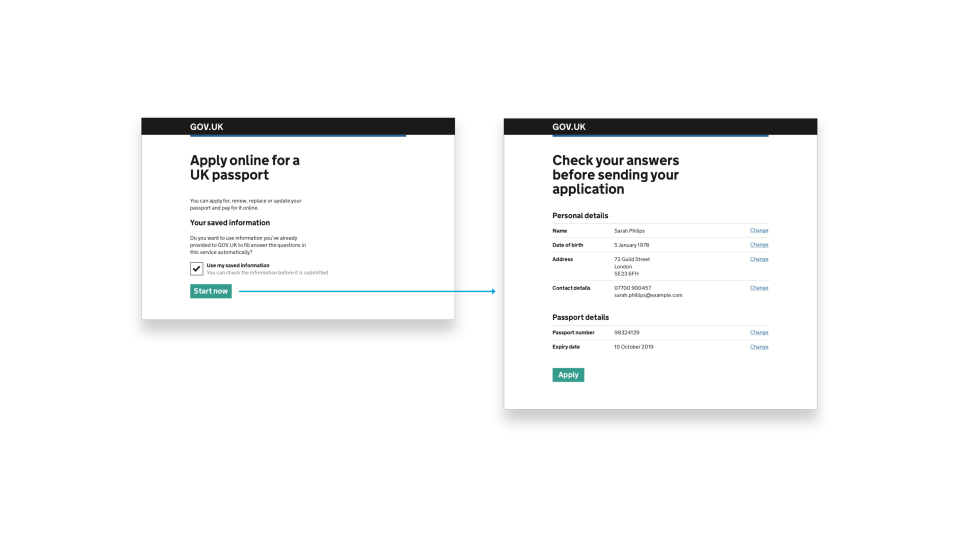 GOV.UK
Apply online for a
UK passport
You can apply for, renew, replace or update your
passport and pay for it online.
Your saved information
Do you want to use information you've already
provided to GOV.UK to fill answer the questions in
this service automatically?
Use my saved information
You can check the information before it is submitted
Start now
GOV.UK
Check your answers
before sending your
application
Personal details
Name Sarah Philips Change
Date of birth 5 January 1978 Change
Address 72 Guild Street Change
London
SE23 6FH
Contact details 07700 900457 Change
sarah.phillips@example.com
Passport details
Passport number 98324129 Change
Expiry date 10 October 2019 Change
Apply